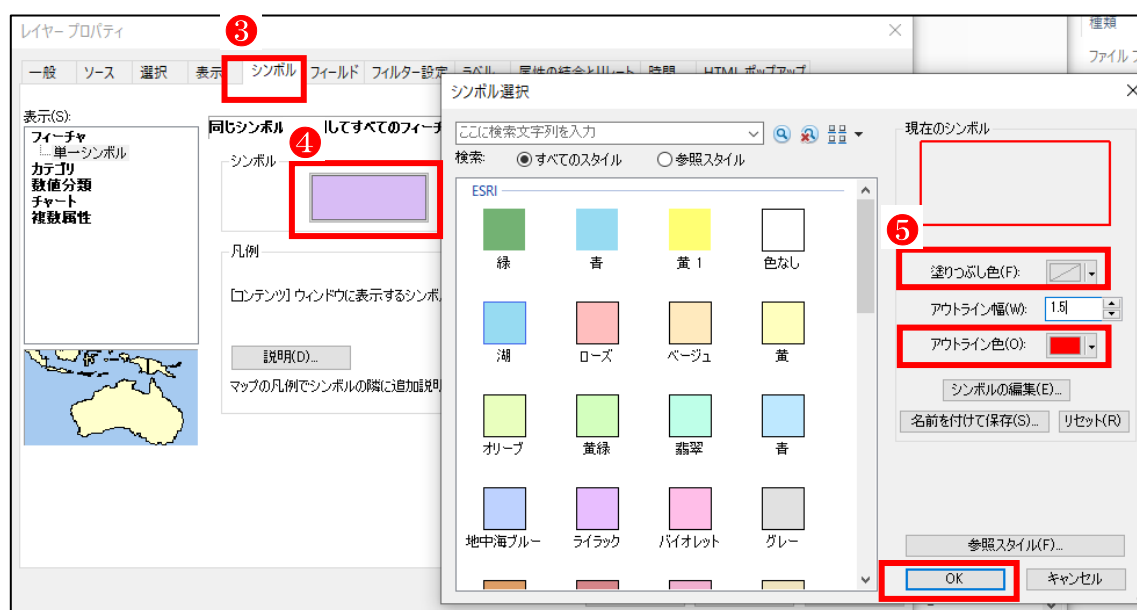 レイヤー プロパティ
③
種類
ファイル フ
一般 ソース 選択 表示 シンボル フィールド フィルター設定 ラベル 属性の結合とリレート 時間 HTML ポップアップ
シンボル選択
表示(S):
フィーチャ
単一シンボル
カテゴリ
数値分類
チャート
複数属性
同じシンボル
してすべてのフィーチ
④
シンボル
凡例
[コンテンツ] ウィンドウに表示するシンボ
説明(D)...
マップの凡例でシンボルの隣に追加説明
ここに検索文字列を入力
検索: すべてのスタイル 参照スタイル
ESRI
緑 青 黄 1 色なし
湖 ローズ ベージュ 黄
オリーブ 黄緑 翡翠 青
地中海ブルー ライラック バイオレット グレー
現在のシンボル
⑤
塗りつぶし色(F):
アウトライン幅(W): 1.5
アウトライン色(O):
シンボルの編集(E)...
名前を付けて保存(S)... リセット(R)
参照スタイル(F)...
OK キャンセル